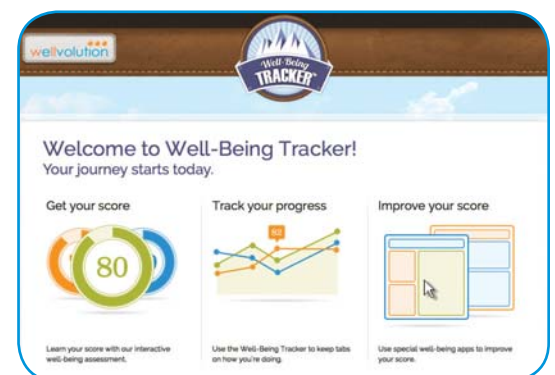 wellvolution
Well-Being
TRACKER™
Welcome to Well-Being Tracker!
Your journey starts today.
Get your score
Track your progress
Improve your score
80
82
Learn your score with our interactive
well-being assessment.
Use the Well-Being Tracker to keep tabs
on how you're doing.
Use special well-being apps to improve
your score.